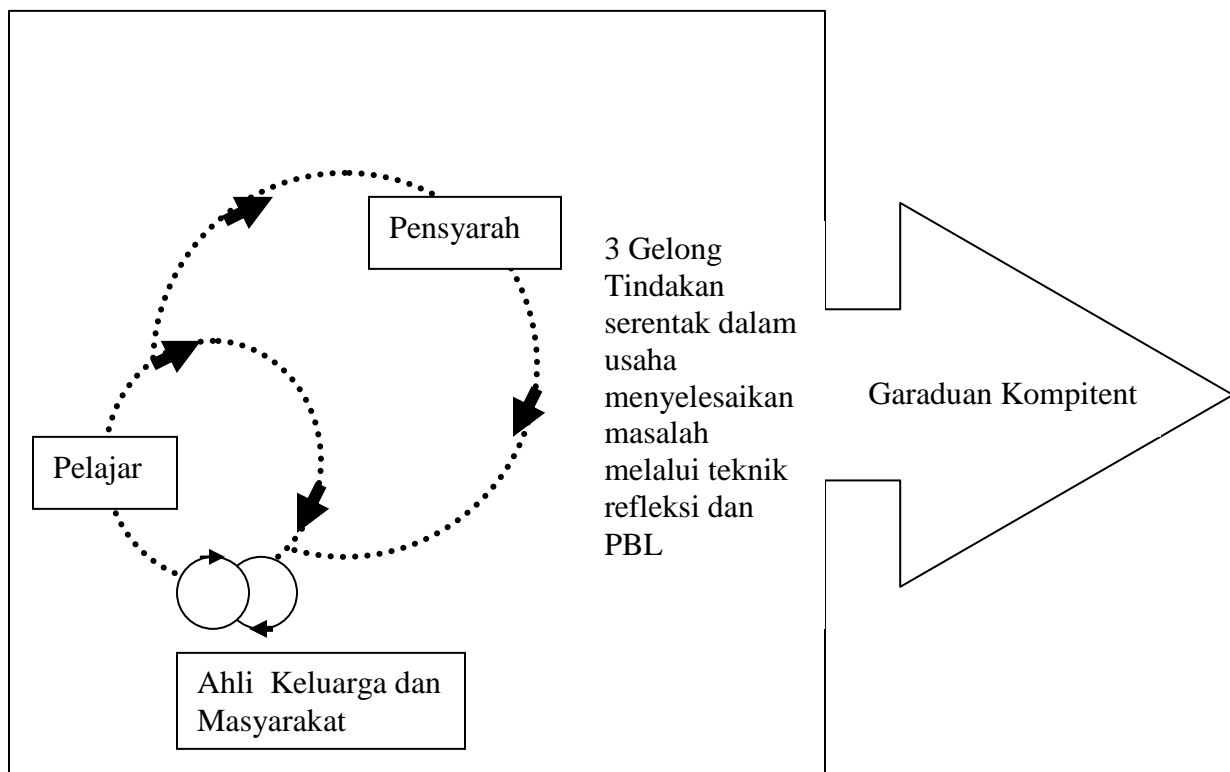 Pensyarah
3 Gelong
Tindakan
serentak dalam
usaha
menyelesaikan
masalah
melalui teknik
refleksi dan
PBL
Garaduan Kompitent
Pelajar
Ahli Keluarga dan
Masyarakat